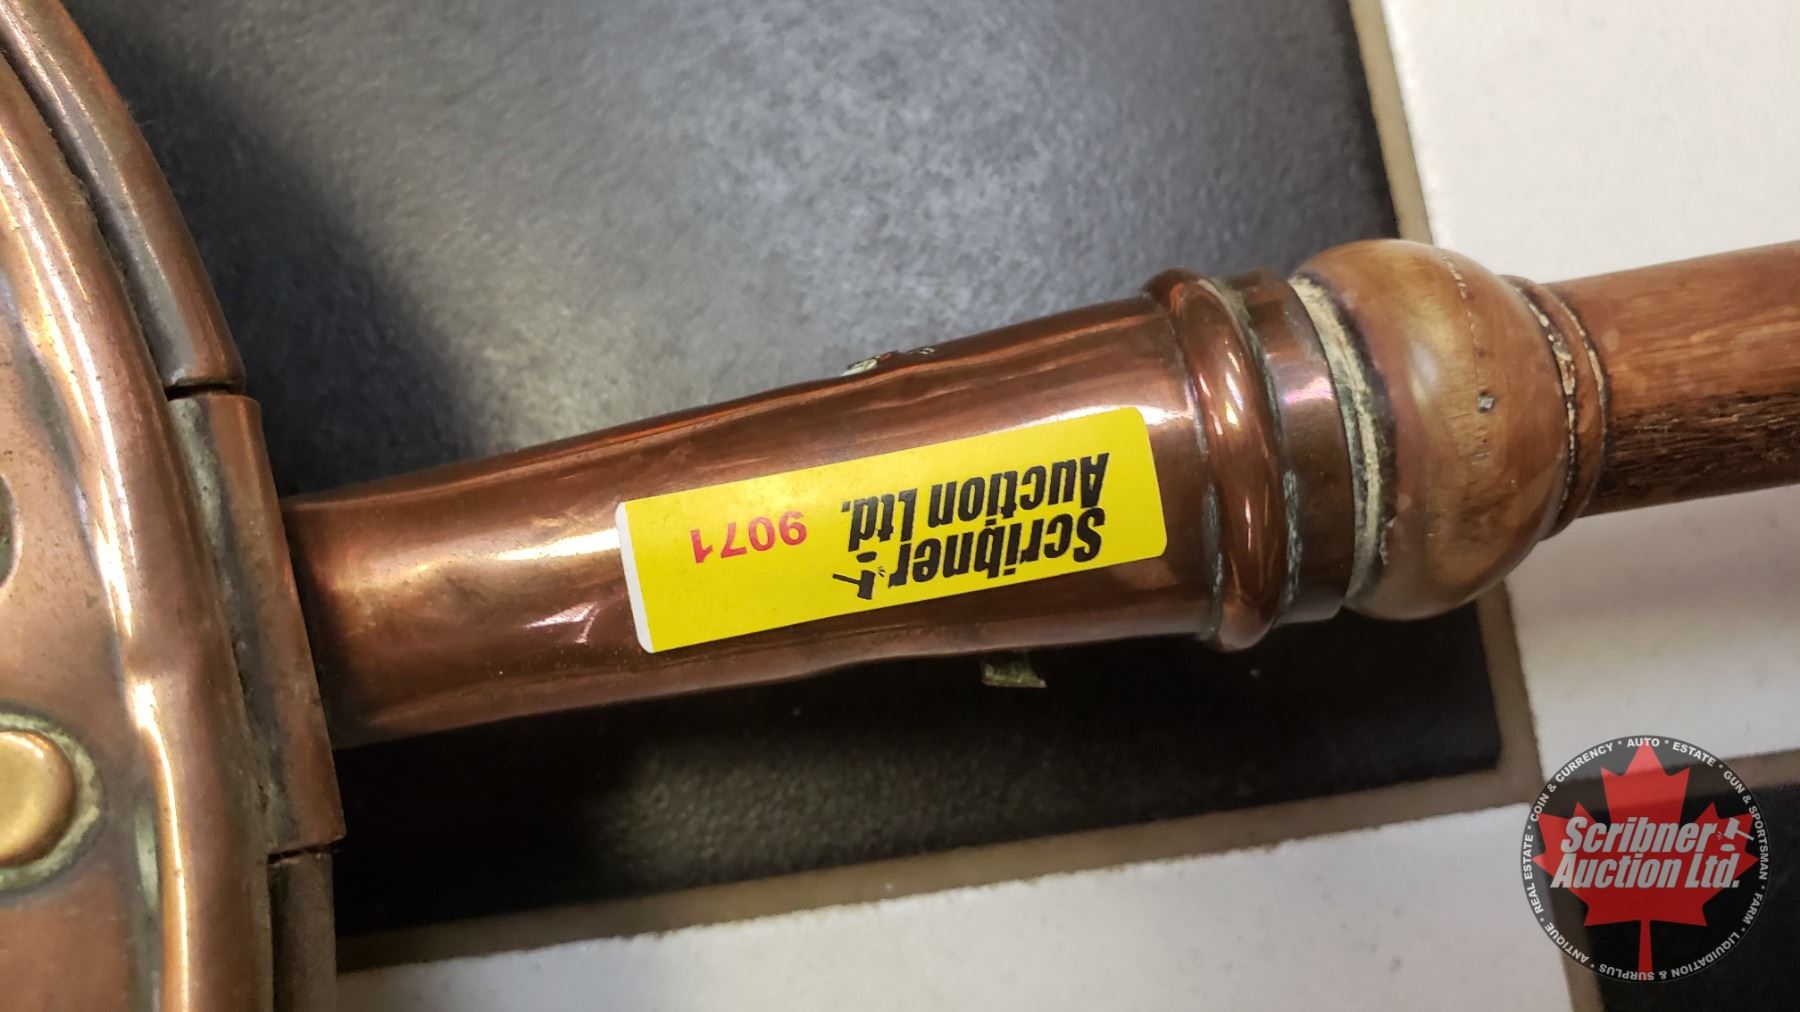 Scribner
Auction Ltd.
9071
Scribner
Auction Ltd.
COIN & CURRENCY * AUTO * ESTATE * GUN & SPORTSMAN * FARM * LIQUIDATION & SURPLUS * ANTIQUE * REAL ESTATE *